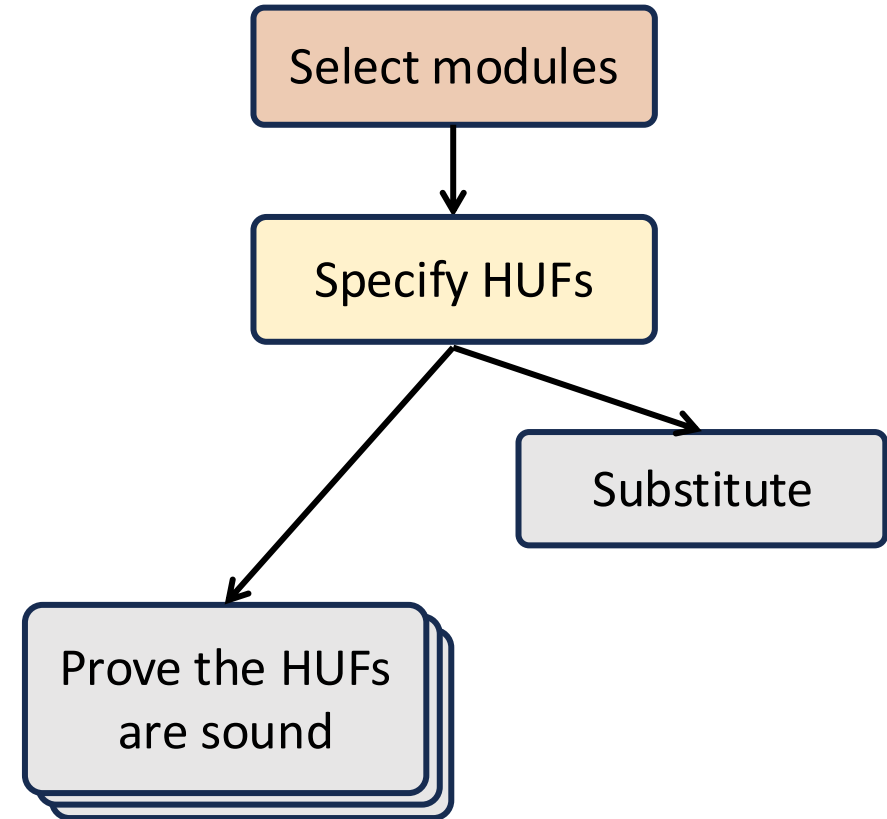 Select modules
Specify HUFs
Substitute
Prove the HUFs
are sound